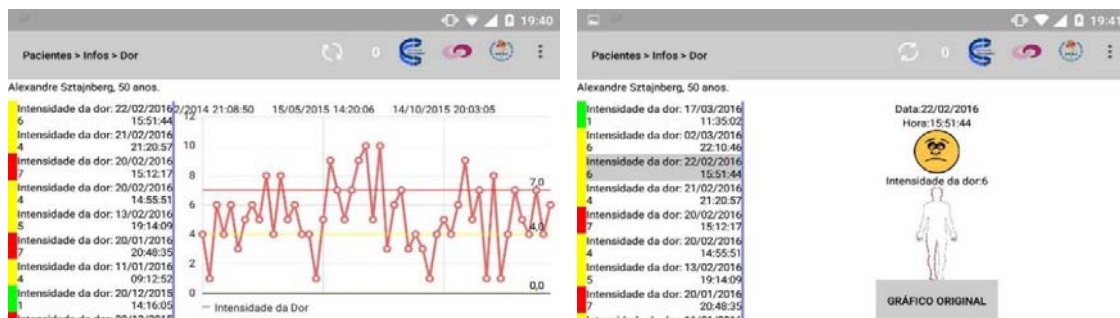 19:40
Pacientes > Infos > Dor
0
Alexandre Sztajnberg, 50 anos.
Intensidade da dor: 22/02/2016
6 15:51:44
Intensidade da dor: 21/02/2016
4 21:20:57
Intensidade da dor: 20/02/2016
7 15:12:17
Intensidade da dor: 20/02/2016
4 14:55:51
Intensidade da dor: 13/02/2016
5 19:14:09
Intensidade da dor: 20/01/2016
7 20:48:35
Intensidade da dor: 11/01/2016
4 09:12:52
Intensidade da dor: 20/12/2015
1 14:16:05
2/2014 21:08:50 15/05/2015 14:20:06 14/10/2015 20:03:05
12
10
8
6
4
2
0
7,0
4,0
0,0
Intensidade da Dor
19:41
Pacientes > Infos > Dor
0
Alexandre Sztajnberg, 50 anos.
Intensidade da dor: 17/03/2016
1 11:35:02
Intensidade da dor: 02/03/2016
6 22:10:46
Intensidade da dor: 22/02/2016
6 15:51:44
Intensidade da dor: 21/02/2016
4 21:20:57
Intensidade da dor: 20/02/2016
7 15:12:17
Intensidade da dor: 20/02/2016
4 14:55:51
Intensidade da dor: 13/02/2016
5 19:14:09
Intensidade da dor: 20/01/2016
7 20:48:35
Data:22/02/2016
Hora:15:51:44
Intensidade da dor:6
GRÁFICO ORIGINAL